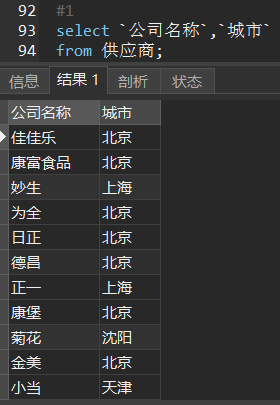 92 #1
93 select `公司名称`,`城市`
94 from 供应商;
信息 结果 1 剖析 状态
公司名称 城市
佳佳乐 北京
康富食品 北京
妙生 上海
为全 北京
日正 北京
德昌 北京
正一 上海
康堡 北京
菊花 沈阳
金美 北京
小当 天津